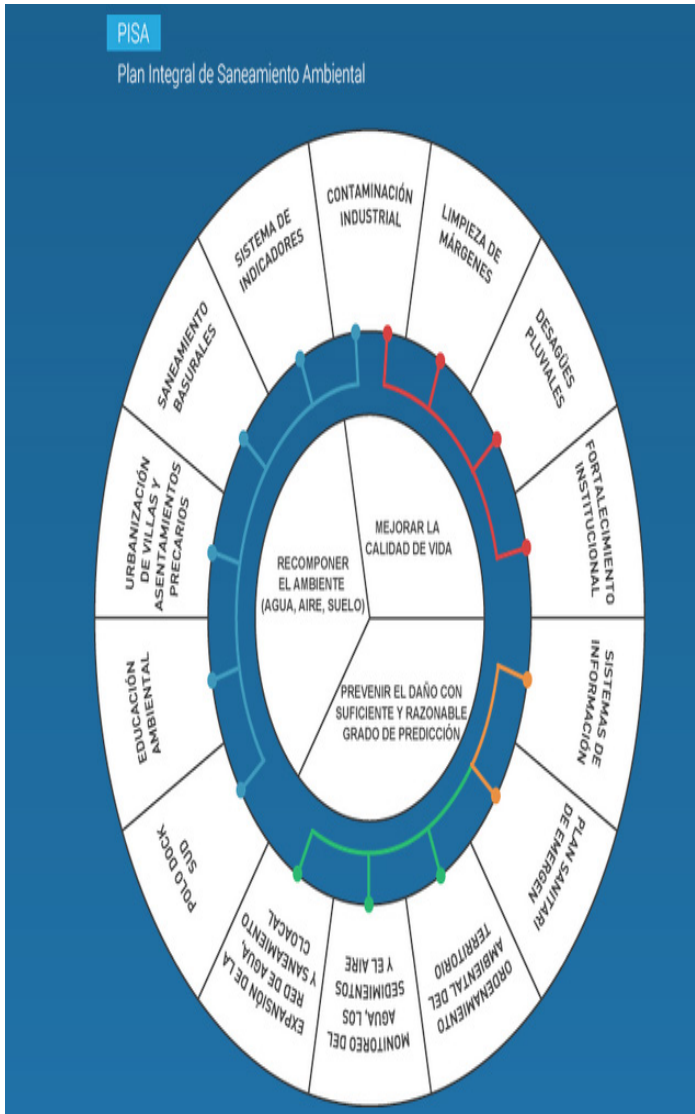 PISA
Plan Integral de Saneamiento Ambiental
CONTAMINACIÓN
INDUSTRIAL
LIMPIEZA DE
MÁRGENES
DESAGÜES
PLUVIALES
FORTALECIMIENTO
INSTITUCIONAL
SISTEMAS DE
INFORMACIÓN
PLAN SANITARI
DE EMERGEN
ORDENAMIENTO
AMBIENTAL DEL
TERRITORIO
MONITOREO DEL
AGUA, LOS
SEDIMIENTOS
Y EL AIRE
EXPANSIÓN DE LA
RED DE AGUA,
Y SANEAMIENTO
CLOACAL
POLO DOCK
SUD
EDUCACIÓN
AMBIENTAL
URBANIZACIÓN
DE VILLAS Y
ASENTAMIENTOS
PRECARIOS
SANEAMIENTO
BASURALES
SISTEMA DE
INDICADORES
MEJORAR LA
CALIDAD DE VIDA
RECOMPONER
EL AMBIENTE
(AGUA, AIRE, SUELO)
PREVENIR EL DAÑO CON
SUFICIENTE Y RAZONABLE
GRADO DE PREDICCIÓN